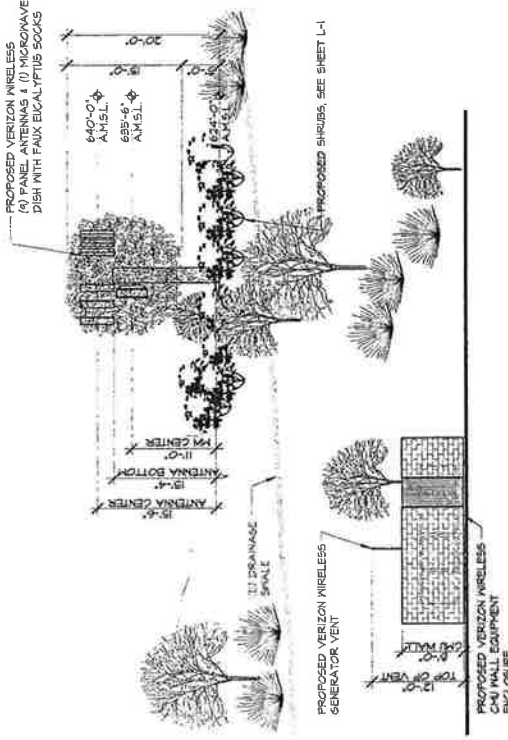 PROPOSED VERIZON WIRELESS
(9) PANEL ANTENNAS & (1) MICROWAVE
DISH WITH FAUX EUCALYPTUS SOCKS
20'-0"
15'-0"
5'-0"
640'-0"
A.M.S.L.
635'-6"
A.M.S.L.
A.M.S.L.
PROPOSED SHRUBS, SEE SHEET L-1
15'-6"
ANTENNA CENTER
13'-4"
ANTENNA BOTTOM
11'-0"
MW CENTER
(E) DRAINAGE
SWALE
PROPOSED VERIZON WIRELESS
GENERATOR VENT
12'-0"
TOP OF VENT
8'-0"
CMU WALL
PROPOSED VERIZON WIRELESS
CMU WALL EQUIPMENT
ENCLOSURE